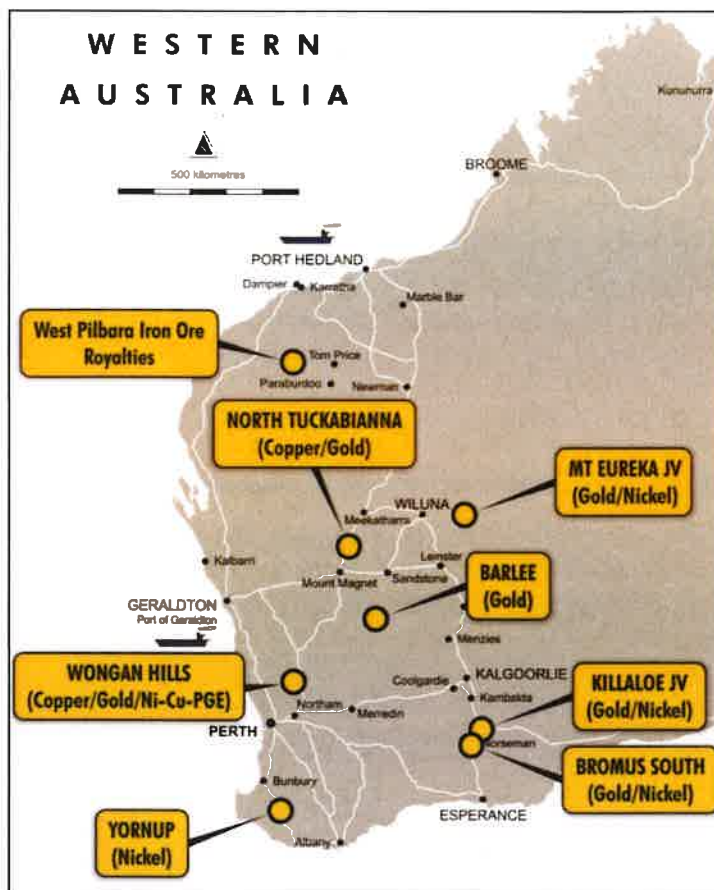 WESTERN
AUSTRALIA
500 kilometres
Kununurra
BROOME
PORT HEDLAND
Dampier
Karratha
Marble Bar
West Pilbara Iron Ore
Royalties
Tom Price
Paraburdoo
Newman
NORTH TUCKABIANNA
(Copper/Gold)
MT EUREKA JV
(Gold/Nickel)
WILUNA
Meekatharra
Kalbarri
Leinster
Mount Magnet
Sandstone
BARLEE
(Gold)
GERALDTON
Port of Geraldton
Menzies
WONGAN HILLS
(Copper/Gold/Ni-Cu-PGE)
KALGOORLIE
Coolgardie
Kambalda
KILLALOE JV
(Gold/Nickel)
Northam
Merredin
PERTH
Norseman
BROMUS SOUTH
(Gold/Nickel)
Bunbury
ESPERANCE
YORNUP
(Nickel)
Albany